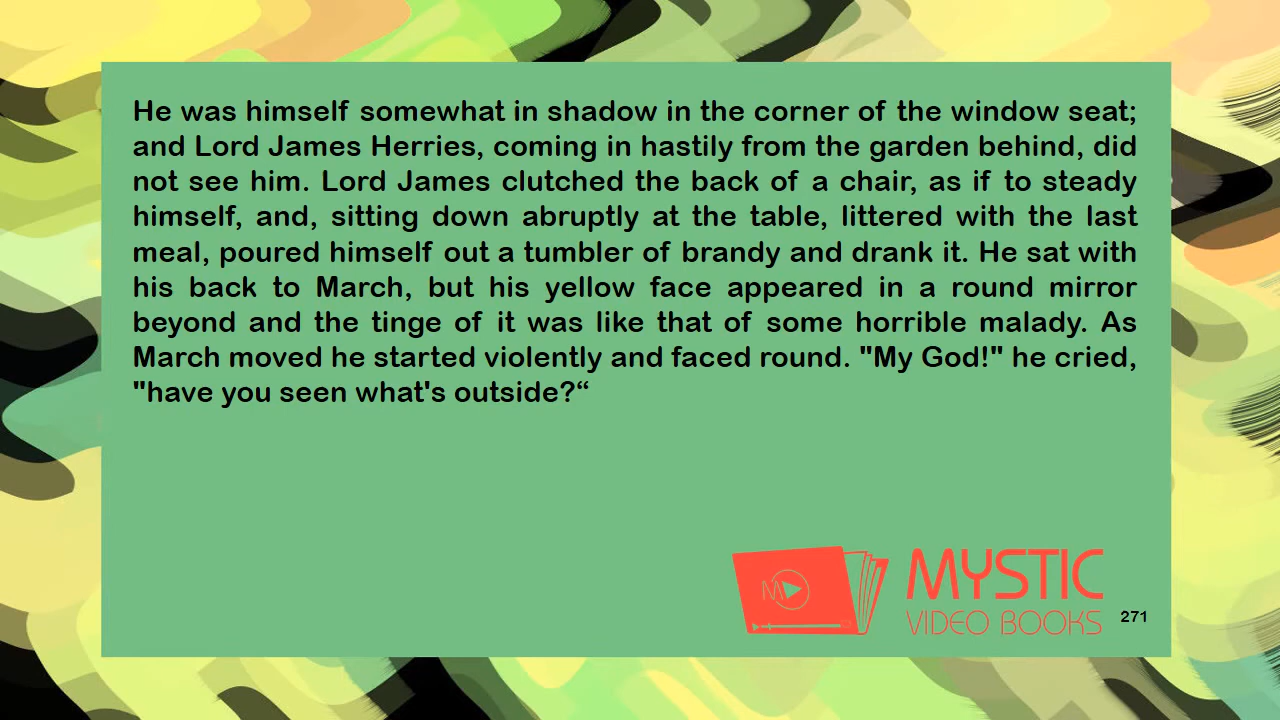 He was himself somewhat in shadow in the corner of the window seat;
and Lord James Herries, coming in hastily from the garden behind, did
not see him. Lord James clutched the back of a chair, as if to steady
himself, and, sitting down abruptly at the table, littered with the last
meal, poured himself out a tumbler of brandy and drank it. He sat with
his back to March, but his yellow face appeared in a round mirror
beyond and the tinge of it was like that of some horrible malady. As
March moved he started violently and faced round. "My God!" he cried,
"have you seen what's outside?“
M
MYSTIC
VIDEO BOOKS
271